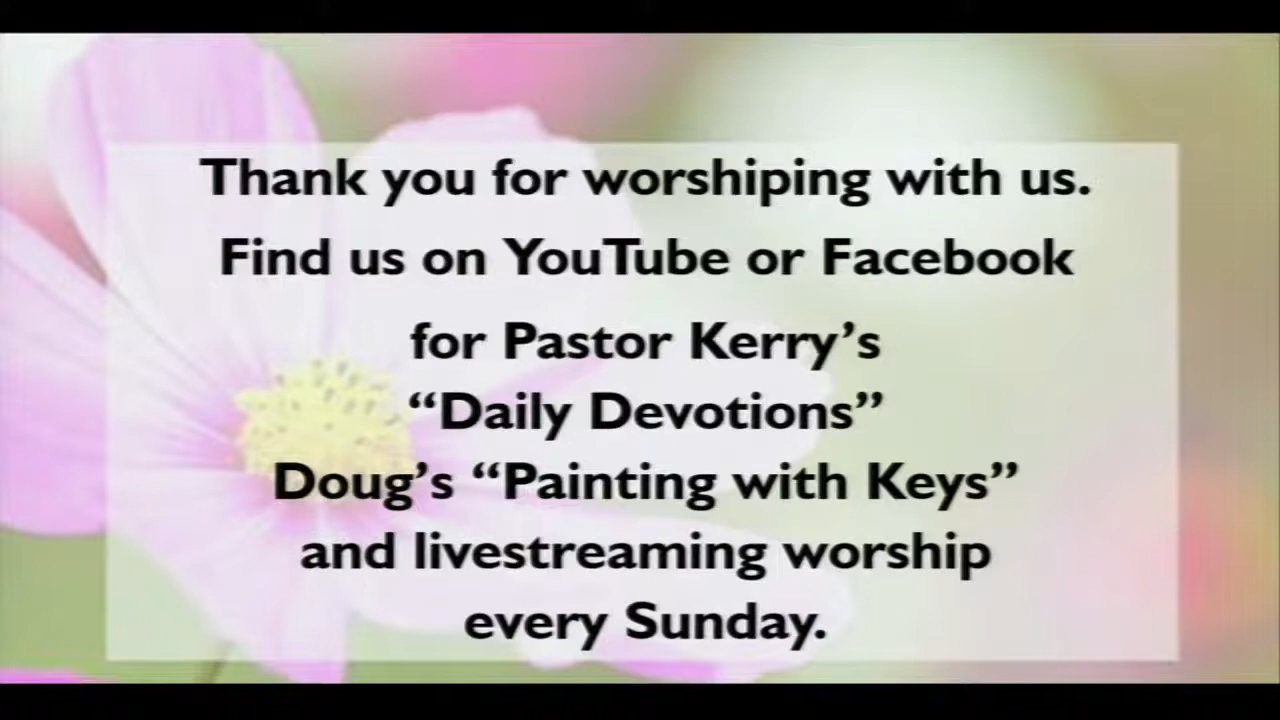 Thank you for worshiping with us.
Find us on YouTube or Facebook
for Pastor Kerry’s
“Daily Devotions”
Doug’s “Painting with Keys”
and livestreaming worship
every Sunday.